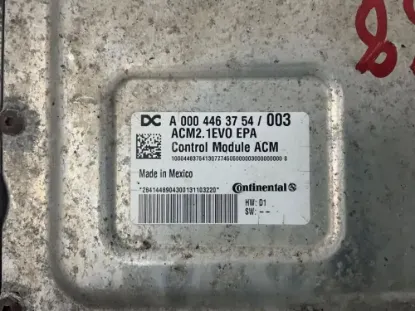 DC A 000 446 37 54 / 003
ACM2.1EVO EPA
Control Module ACM
Made in Mexico
Continental
HW: 01
SW: --